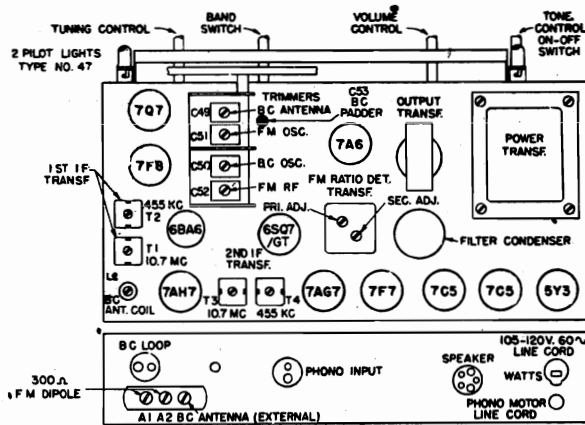 TUNING CONTROL
BAND SWITCH
VOLUME CONTROL
TONE CONTROL ON-OFF SWITCH
2 PILOT LIGHTS
TYPE NO. 47
7Q7
C49
TRIMMERS
BC ANTENNA
C53
BC
PADDER
OUTPUT
TRANSF.
POWER
TRANSF.
C51
FM OSC.
7A6
7F8
C50
BC OSC.
C52
FM RF
FM RATIO DET.
TRANSF.
PRI. ADJ.
SEC. ADJ.
1ST IF
TRANSF
455 KC
T2
T1
10.7 MC
6BA6
6SQ7
/GT
2ND IF
TRANSF.
FILTER CONDENSER
L2
BC
ANT. COIL
7AH7
T3
10.7 MC
T4
455 KC
7AG7
7F7
7C5
7C5
5Y3
BC LOOP
PHONO INPUT
SPEAKER
105-120V. 60~
LINE CORD
WATTS
PHONO MOTOR
LINE CORD
300Ω
FM DIPOLE
A1 A2 BC ANTENNA (EXTERNAL)